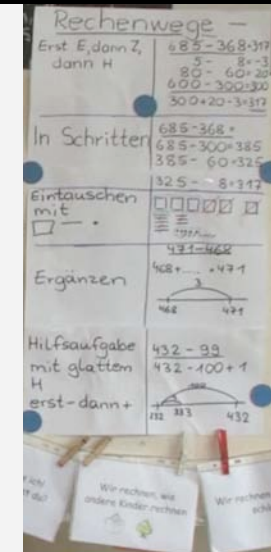 Rechenwege –
Erst E, dann Z,
dann H
685 - 368 = 317
5 - 8 = -3
80 - 60 = 20
600 - 300 = 300
300 + 20 - 3 = 317
In Schritten
685 - 368 =
685 - 300 = 385
385 - 60 = 325
325 - 8 = 317
Eintauschen
mit
Ergänzen
471 - 468
468 + ..... = 471
3
468 471
Hilfsaufgabe
mit glattem
H
erst - dann +
432 - 99
432 - 100 + 1
332 333 432
Wir rechnen, wie
andere Kinder rechnen
Wir rechnen